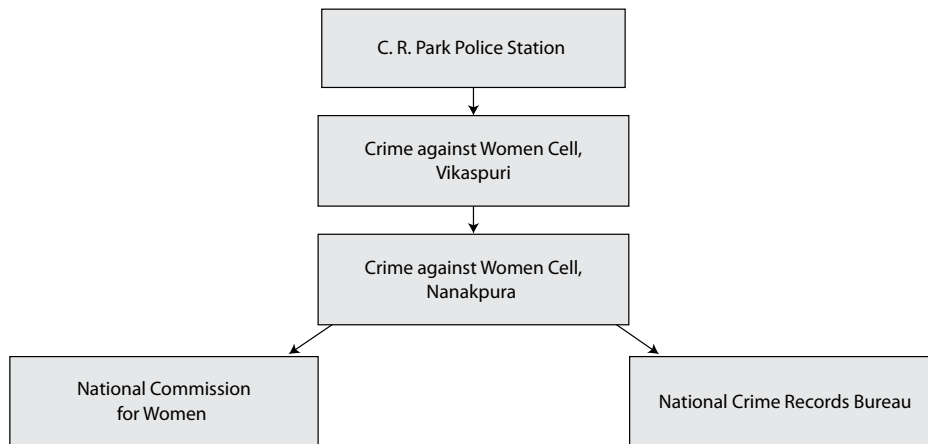 C. R. Park Police Station
Crime against Women Cell,
Vikaspuri
Crime against Women Cell,
Nanakpura
National Commission
for Women
National Crime Records Bureau